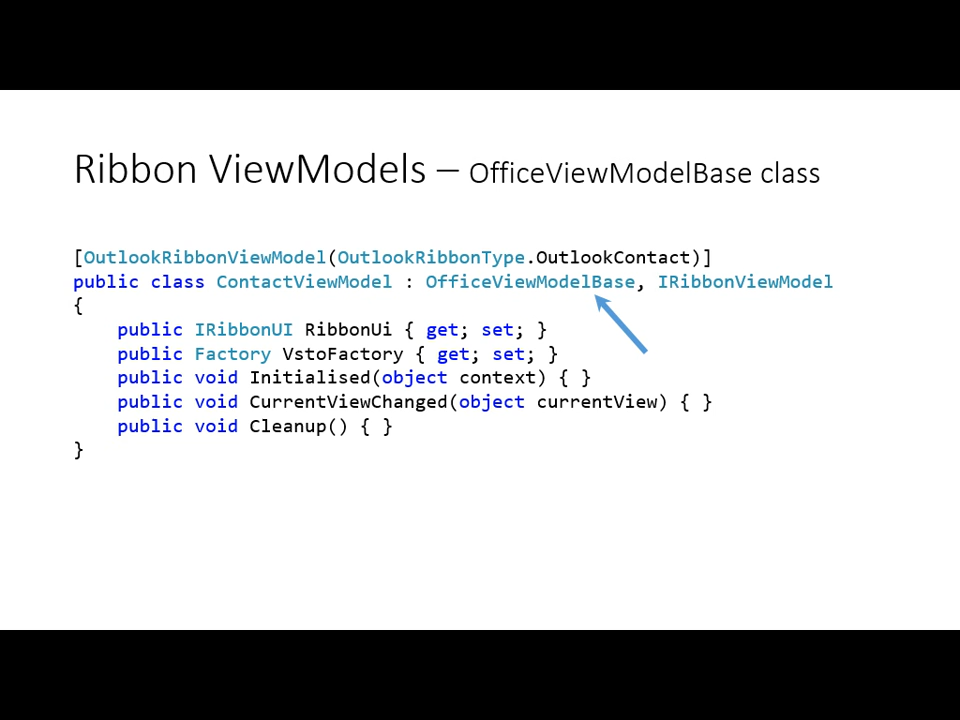 Ribbon ViewModels – OfficeViewModelBase class
[OutlookRibbonViewModel(OutlookRibbonType.OutlookContact)]
public class ContactViewModel : OfficeViewModelBase, IRibbonViewModel
{
    public IRibbonUI RibbonUi { get; set; }
    public Factory VstoFactory { get; set; }
    public void Initialised(object context) { }
    public void CurrentViewChanged(object currentView) { }
    public void Cleanup() { }
}